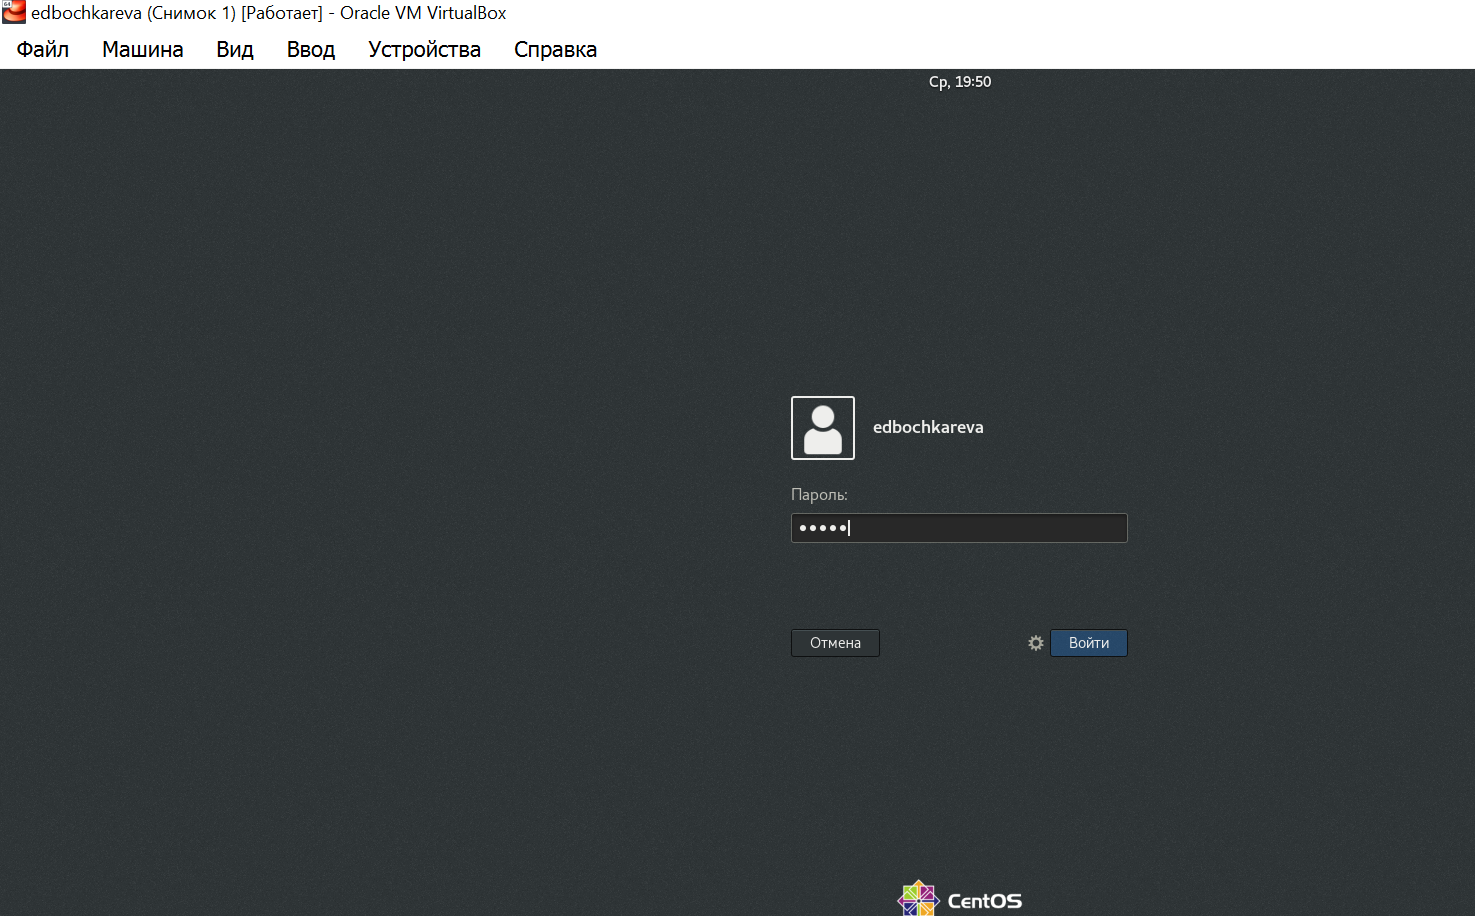 64
edbochkareva (Снимок 1) [Работает] - Oracle VM VirtualBox
Файл Машина Вид Ввод Устройства Справка
Ср, 19:50
edbochkareva
Пароль:
•••••
Отмена Войти
CentOS